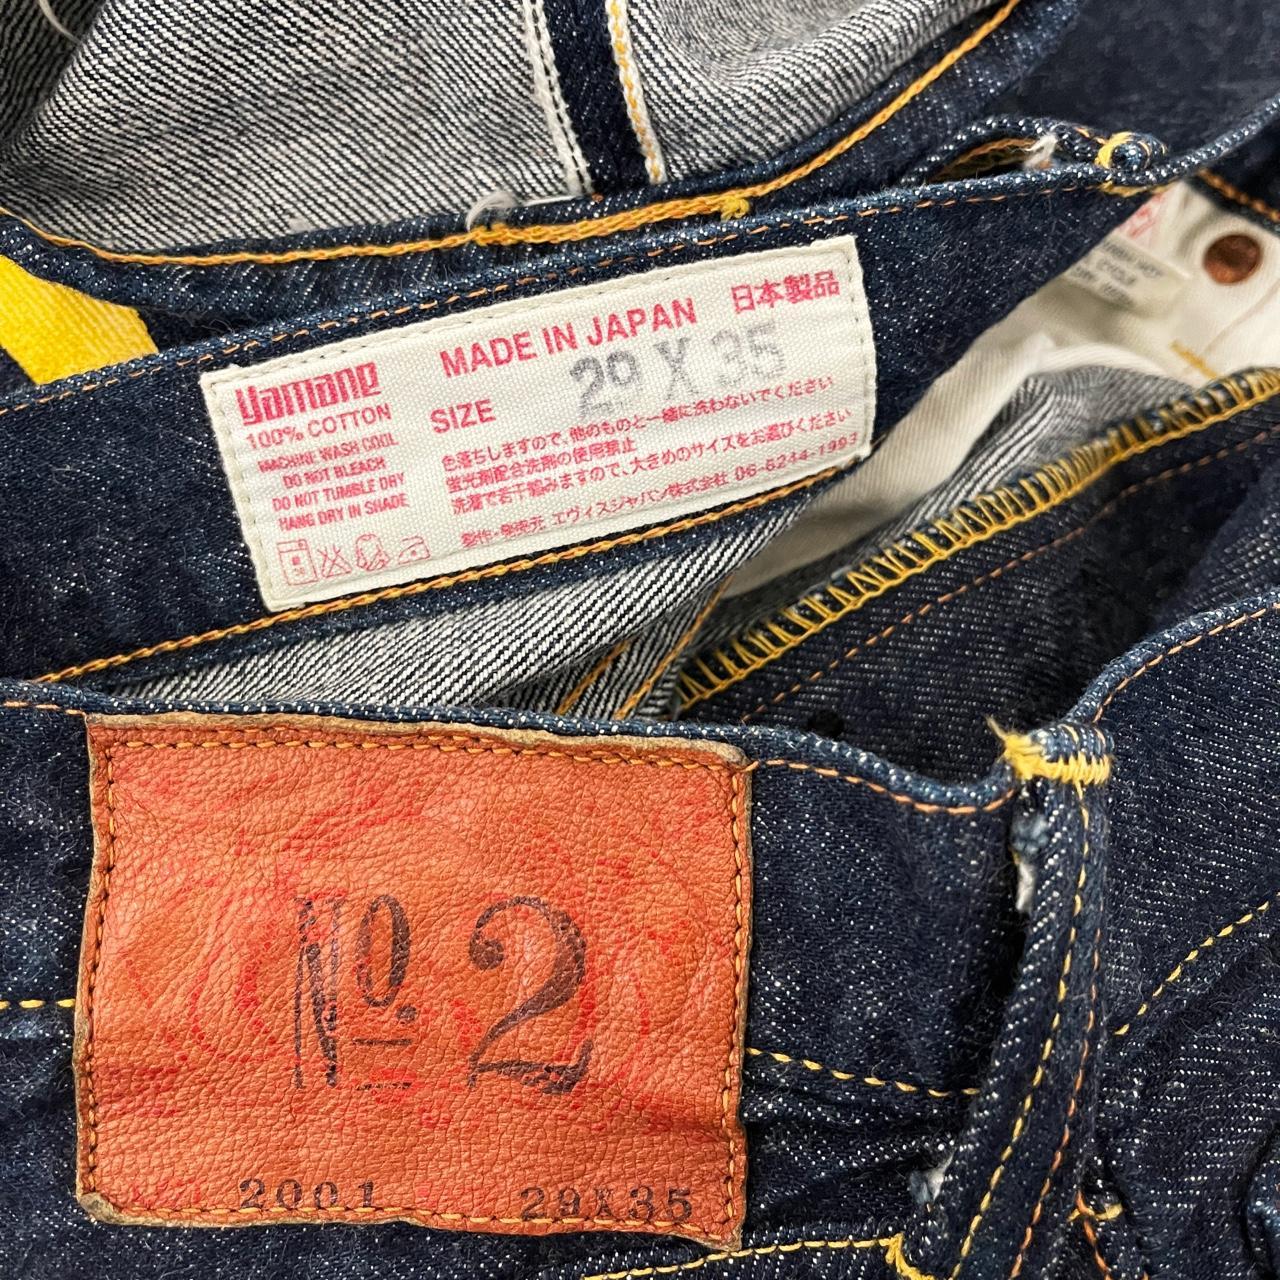 Yamane
100% COTTON
MACHINE WASH COOL
DO NOT BLEACH
DO NOT TUMBLE DRY
HANG DRY IN SHADE
MADE IN JAPAN 日本製品
SIZE 29 X 35
色落ちしますので、他のものと一緒に洗わないでください
蛍光剤配合洗剤の使用禁止
洗濯で若干縮みますので、大きめのサイズをお選びください
製作・発売元 エヴィスジャパン株式会社 06-6244-1993
CYCLE
No. 2
2001 29X35